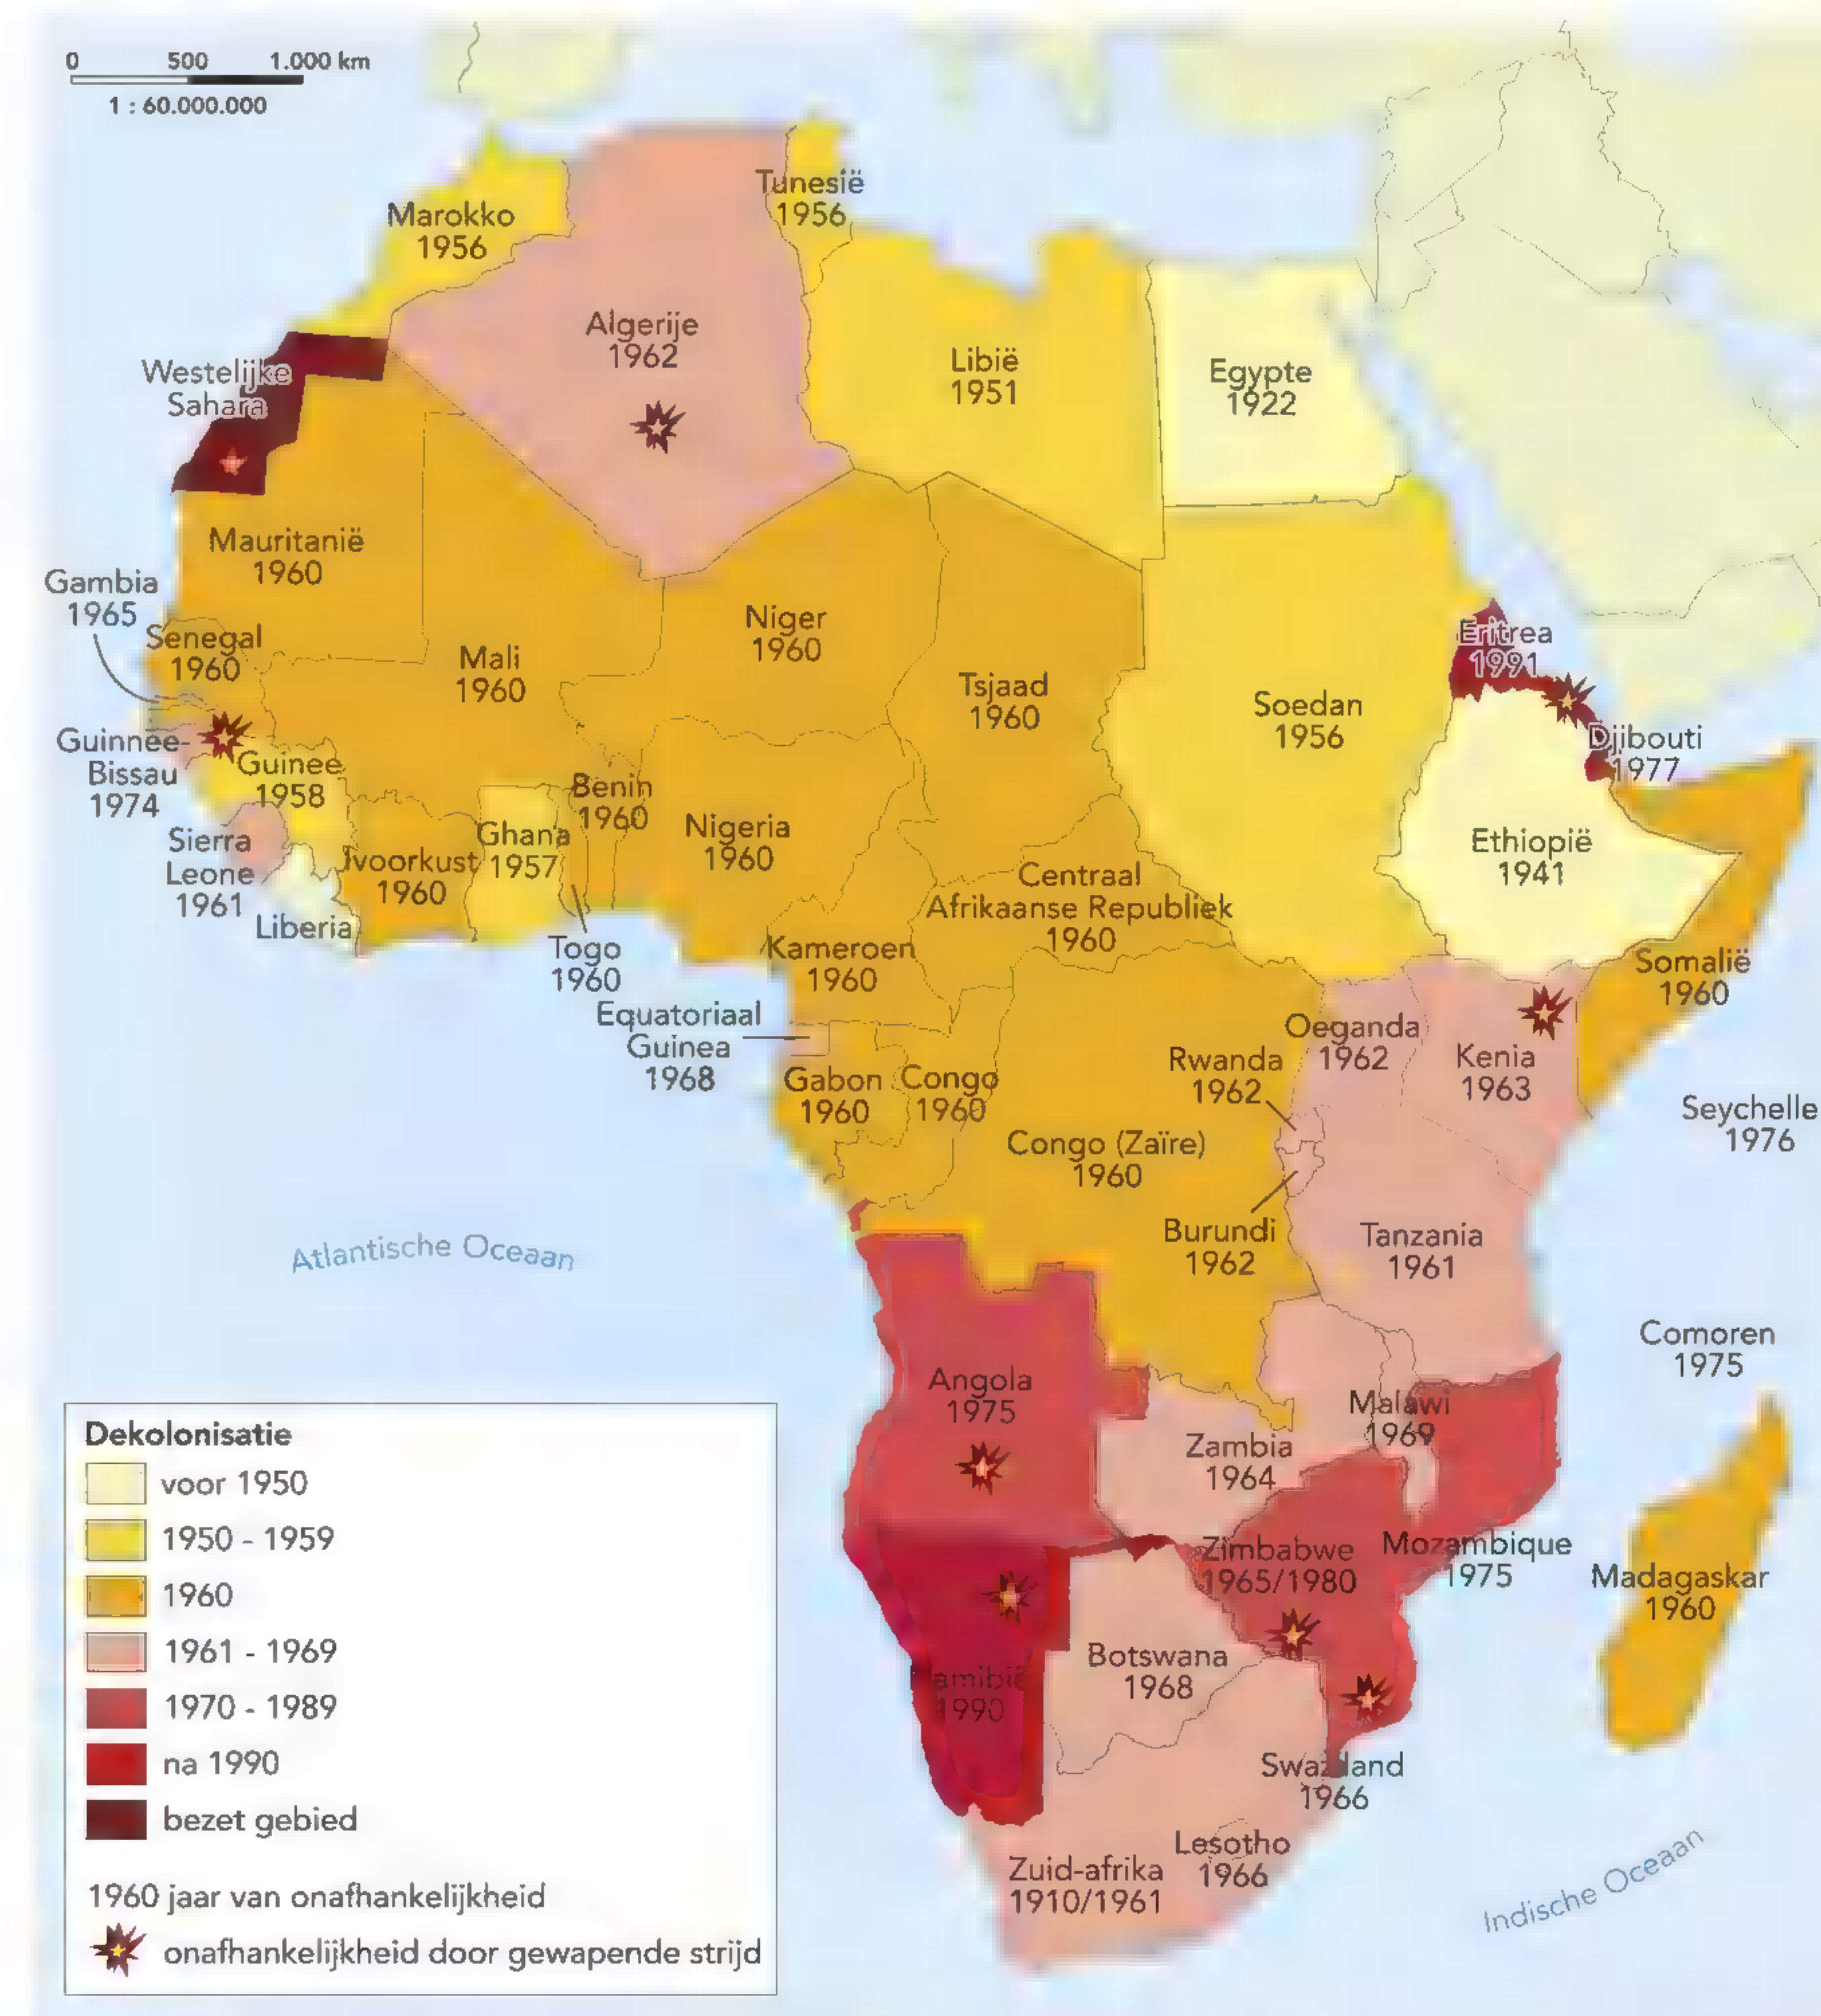 0 500 1.000 km
1 : 60.000.000
Tunesië
1956
Marokko
1956
Algerije
1962
Libië
1951
Egypte
1922
Westelijke
Sahara
Mauritanië
1960
Gambia
1965
Senegal
1960
Mali
1960
Niger
1960
Tsjaad
1960
Soedan
1956
Eritrea
1991
Djibouti
1977
Guinnee-
Bissau
1974
Guinee
1958
Sierra
Leone
1961
Liberia
Ivoorkust
1960
Ghana
1957
Benin
1960
Togo
1960
Nigeria
1960
Centraal
Afrikaanse Republiek
1960
Ethiopië
1941
Somalië
1960
Kameroen
1960
Equatoriaal
Guinea
1968
Gabon
1960
Congo
1960
Congo (Zaïre)
1960
Oeganda
1962
Rwanda
1962
Kenia
1963
Seychelle
1976
Burundi
1962
Tanzania
1961
Atlantische Oceaan
Comoren
1975
Angola
1975
Malawi
1969
Zambia
1964
Zimbabwe
1965/1980
Mozambique
1975
Madagaskar
1960
amibië
1990
Botswana
1968
Swaziland
1966
Lesotho
1966
Zuid-afrika
1910/1961
Indische Oceaan
Dekolonisatie
voor 1950
1950 - 1959
1960
1961 - 1969
1970 - 1989
na 1990
bezet gebied
1960 jaar van onafhankelijkheid
onafhankelijkheid door gewapende strijd